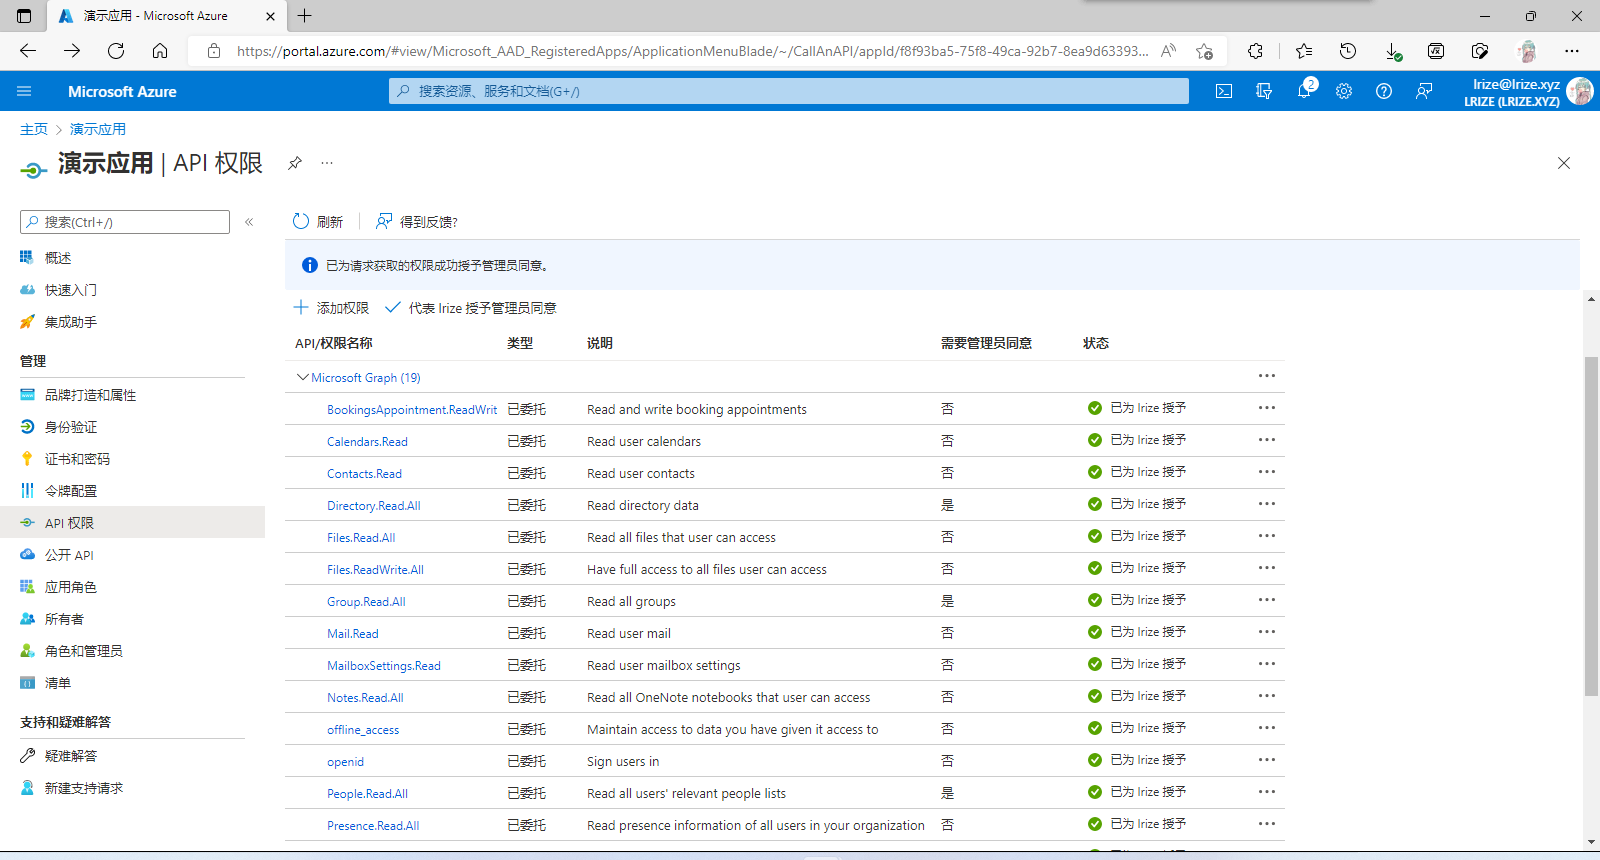 演示应用 - Microsoft Azure
https://portal.azure.com/#view/Microsoft_AAD_RegisteredApps/ApplicationMenuBlade/~/CallAnAPI/appId/f8f93ba5-75f8-49ca-92b7-8ea9d63393...
Microsoft Azure
搜索资源、服务和文档(G+/)
2
lrize@lrize.xyz
LRIZE (LRIZE.XYZ)
主页 > 演示应用
演示应用 | API 权限
搜索(Ctrl+/)
概述
快速入门
集成助手
管理
品牌打造和属性
身份验证
证书和密码
令牌配置
API 权限
公开 API
应用角色
所有者
角色和管理员
清单
支持和疑难解答
疑难解答
新建支持请求
刷新
得到反馈?
已为请求获取的权限成功授予管理员同意。
添加权限 代表 lrize 授予管理员同意
API/权限名称 类型 说明 需要管理员同意 状态
Microsoft Graph (19)
BookingsAppointment.ReadWrit 已委托 Read and write booking appointments 否 已为 lrize 授予
Calendars.Read 已委托 Read user calendars 否 已为 lrize 授予
Contacts.Read 已委托 Read user contacts 否 已为 lrize 授予
Directory.Read.All 已委托 Read directory data 是 已为 lrize 授予
Files.Read.All 已委托 Read all files that user can access 否 已为 lrize 授予
Files.ReadWrite.All 已委托 Have full access to all files user can access 否 已为 lrize 授予
Group.Read.All 已委托 Read all groups 是 已为 lrize 授予
Mail.Read 已委托 Read user mail 否 已为 lrize 授予
MailboxSettings.Read 已委托 Read user mailbox settings 否 已为 lrize 授予
Notes.Read.All 已委托 Read all OneNote notebooks that user can access 否 已为 lrize 授予
offline_access 已委托 Maintain access to data you have given it access to 否 已为 lrize 授予
openid 已委托 Sign users in 否 已为 lrize 授予
People.Read.All 已委托 Read all users' relevant people lists 是 已为 lrize 授予
Presence.Read.All 已委托 Read presence information of all users in your organization 否 已为 lrize 授予